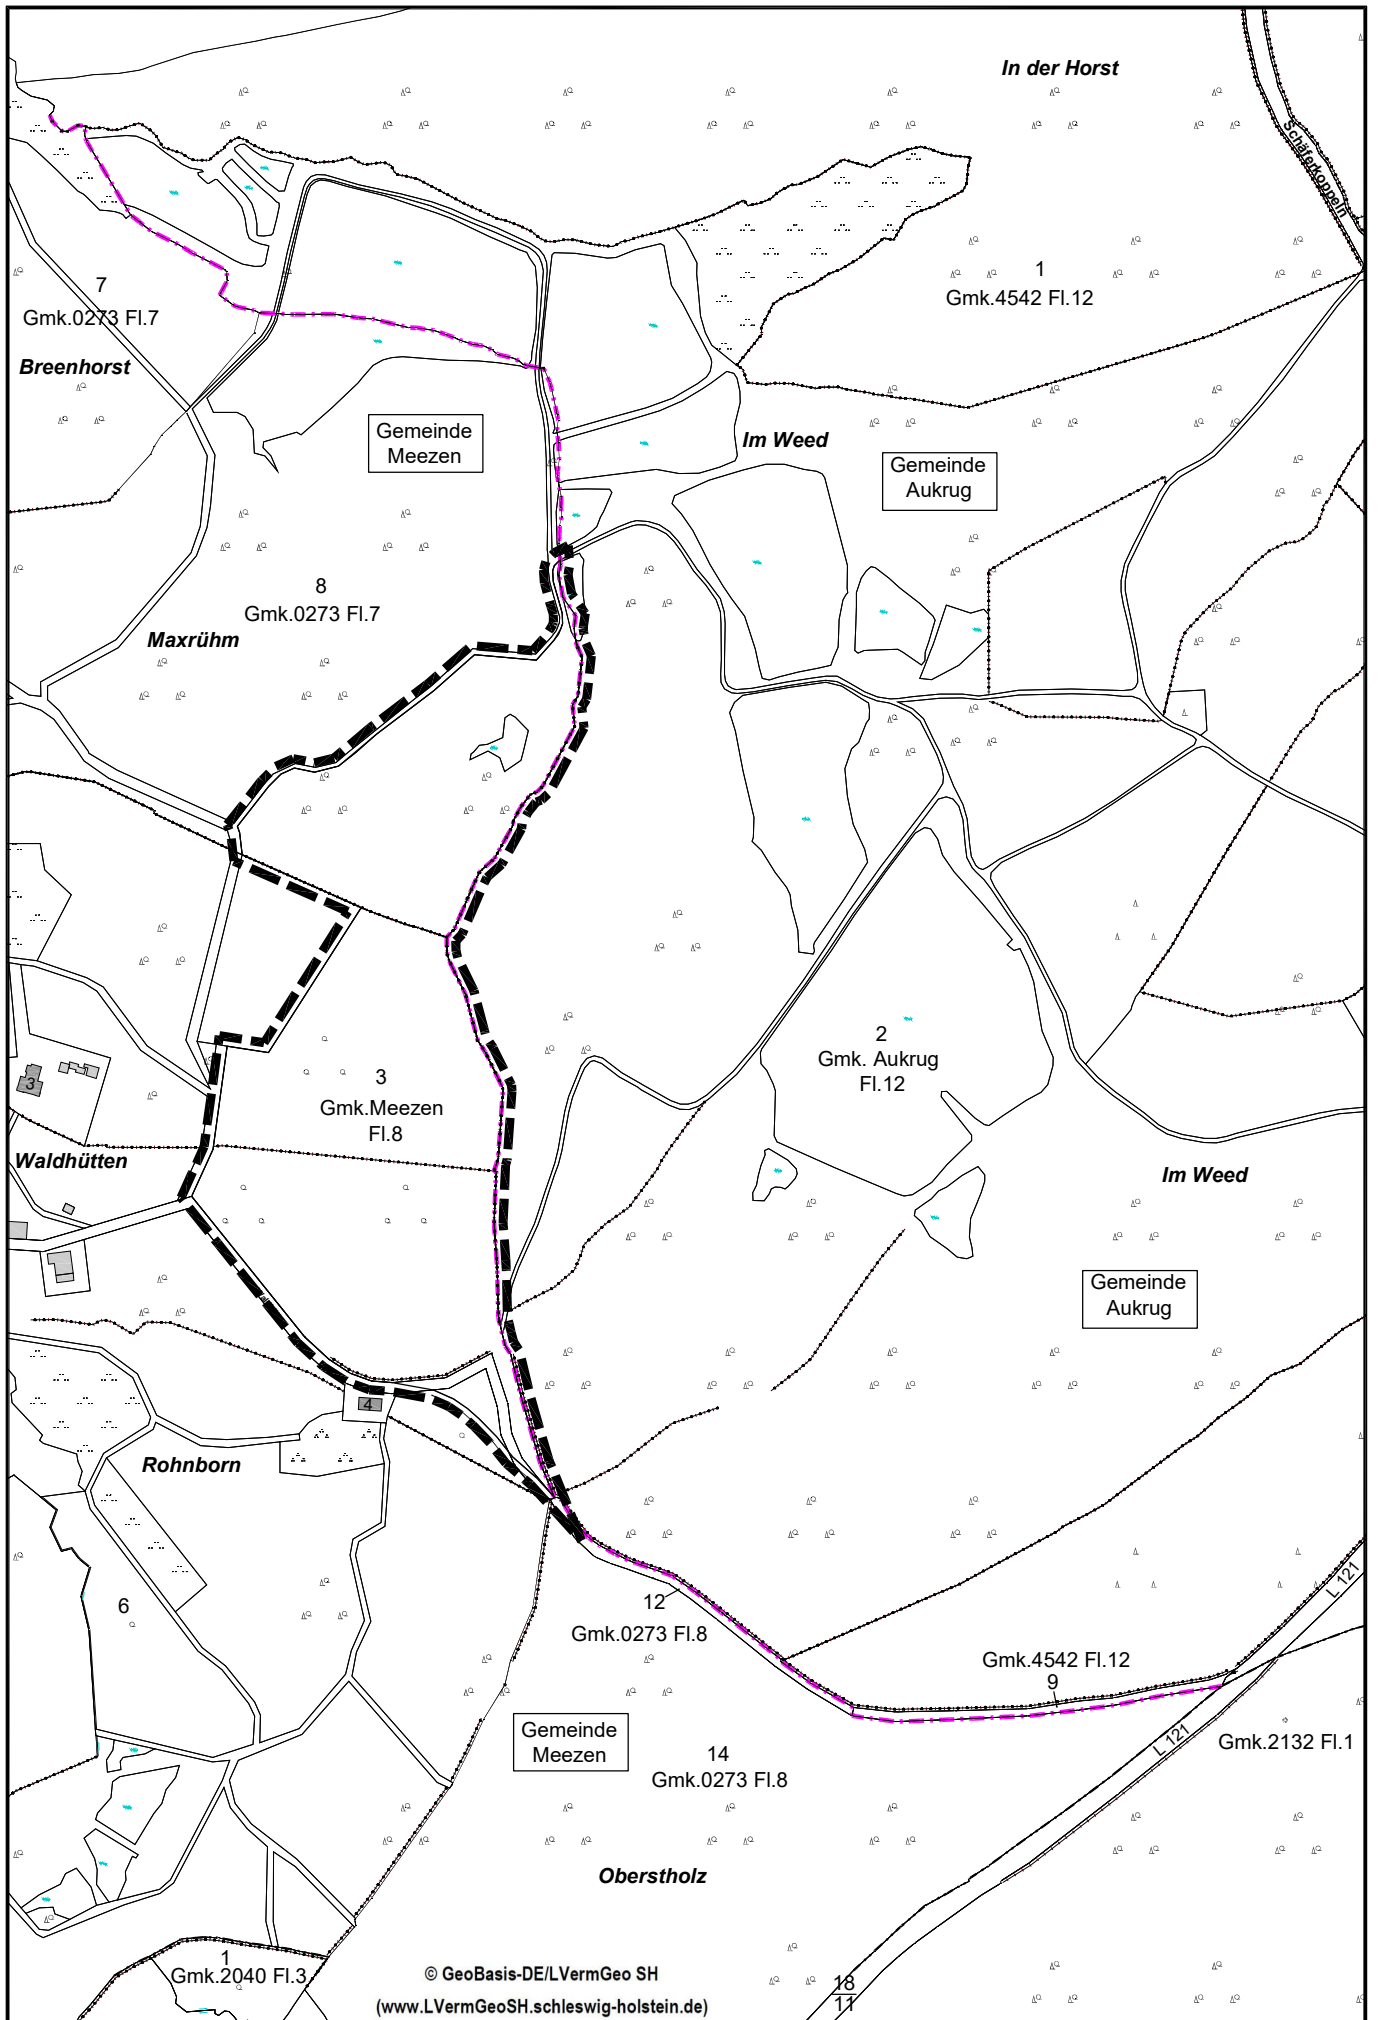 In der Horst
Schäferkoppeln
7
Gmk.0273 Fl.7
1
Gmk.4542 Fl.12
Breenhorst
Gemeinde
Meezen
Im Weed
Gemeinde
Aukrug
8
Gmk.0273 Fl.7
Maxrühm
2
Gmk. Aukrug
Fl.12
3
3
Gmk.Meezen
Fl.8
Waldhütten
Im Weed
Gemeinde
Aukrug
4
Rohnborn
6
12
Gmk.0273 Fl.8
L 121
Gmk.4542 Fl.12
9
Gemeinde
Meezen
14
Gmk.0273 Fl.8
L 121
Gmk.2132 Fl.1
Oberstholz
1
Gmk.2040 Fl.3
© GeoBasis-DE/LVermGeo SH
(www.LVermGeoSH.schleswig-holstein.de)
18
11